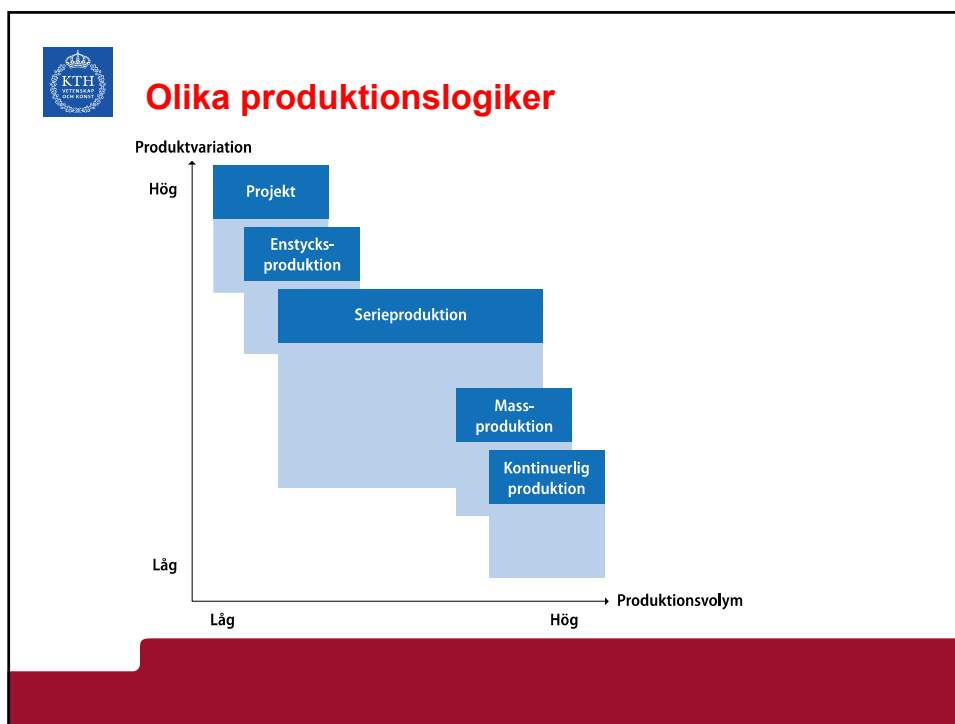 KTH
VETENSKAP
OCH KONST
Olika produktionslogiker
Produktvariation
Hög
Projekt
Enstycks-
produktion
Serieproduktion
Mass-
produktion
Kontinuerlig
produktion
Låg
Produktionsvolym
Låg
Hög